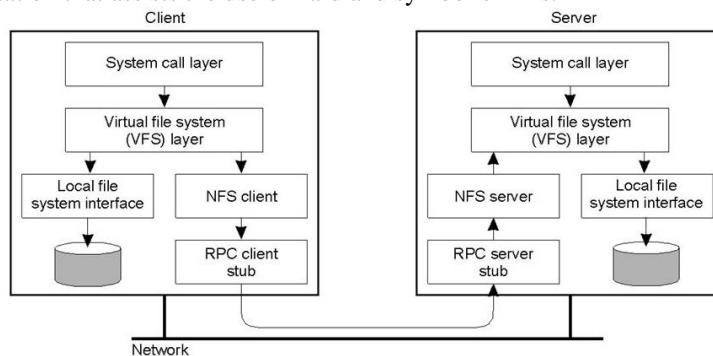 Client
Server
System call layer
System call layer
Virtual file system
(VFS) layer
Virtual file system
(VFS) layer
Local file
system interface
NFS client
NFS server
Local file
system interface
RPC client
stub
RPC server
stub
Network